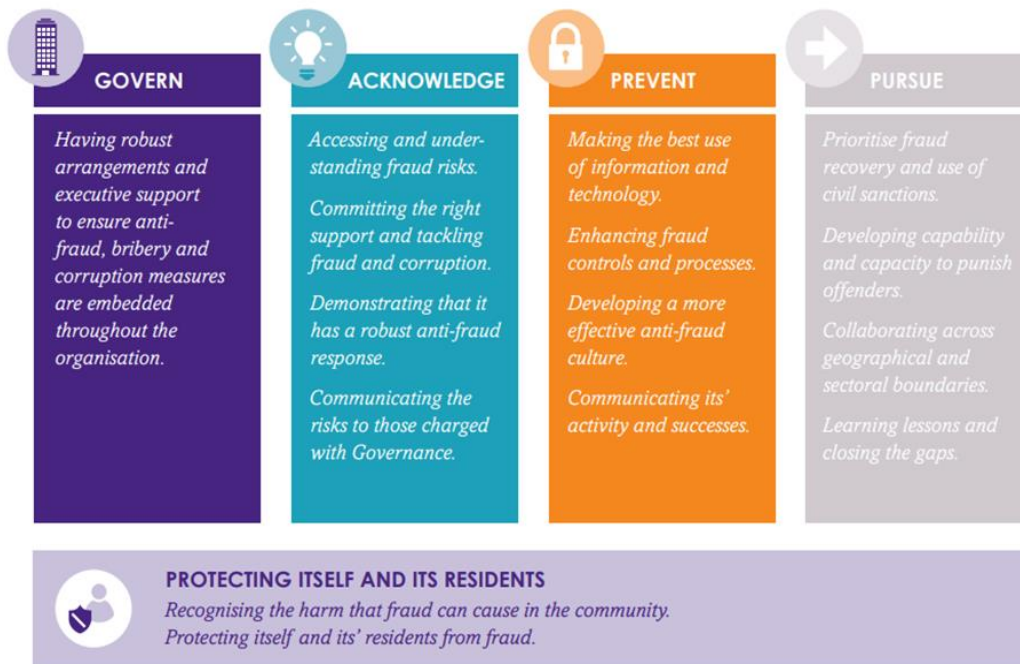 GOVERN
Having robust
arrangements and
executive support
to ensure anti-
fraud, bribery and
corruption measures
are embedded
throughout the
organisation.
ACKNOWLEDGE
Accessing and under-
standing fraud risks.
Committing the right
support and tackling
fraud and corruption.
Demonstrating that it
has a robust anti-fraud
response.
Communicating the
risks to those charged
with Governance.
PREVENT
Making the best use
of information and
technology.
Enhancing fraud
controls and processes.
Developing a more
effective anti-fraud
culture.
Communicating its'
activity and successes.
PURSUE
Prioritise fraud
recovery and use of
civil sanctions.
Developing capability
and capacity to punish
offenders.
Collaborating across
geographical and
sectoral boundaries.
Learning lessons and
closing the gaps.
PROTECTING ITSELF AND ITS RESIDENTS
Recognising the harm that fraud can cause in the community.
Protecting itself and its' residents from fraud.